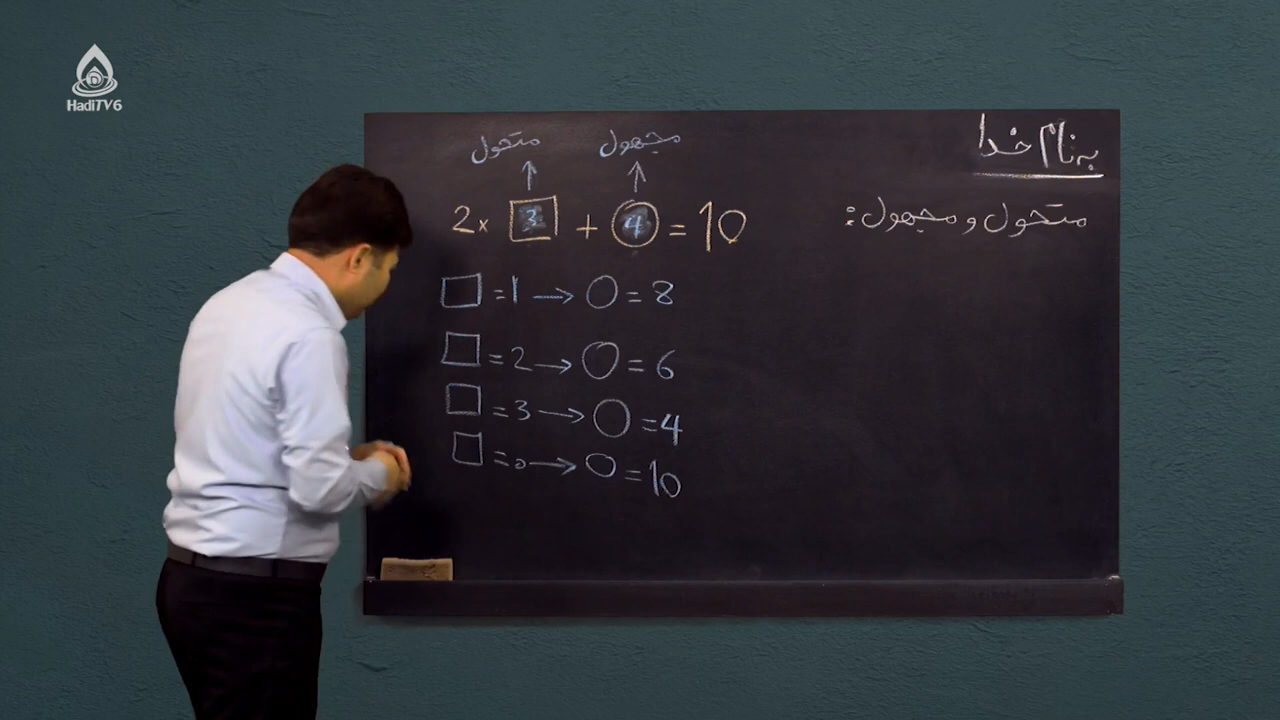 HadiTV6
به نام خدا
متحول و مجهول:
متحول مجهول
↑ ↑
2 × 3 + 4 = 10
□ = 1 → ○ = 8
□ = 2 → ○ = 6
□ = 3 → ○ = 4
□ = 0 → ○ = 10